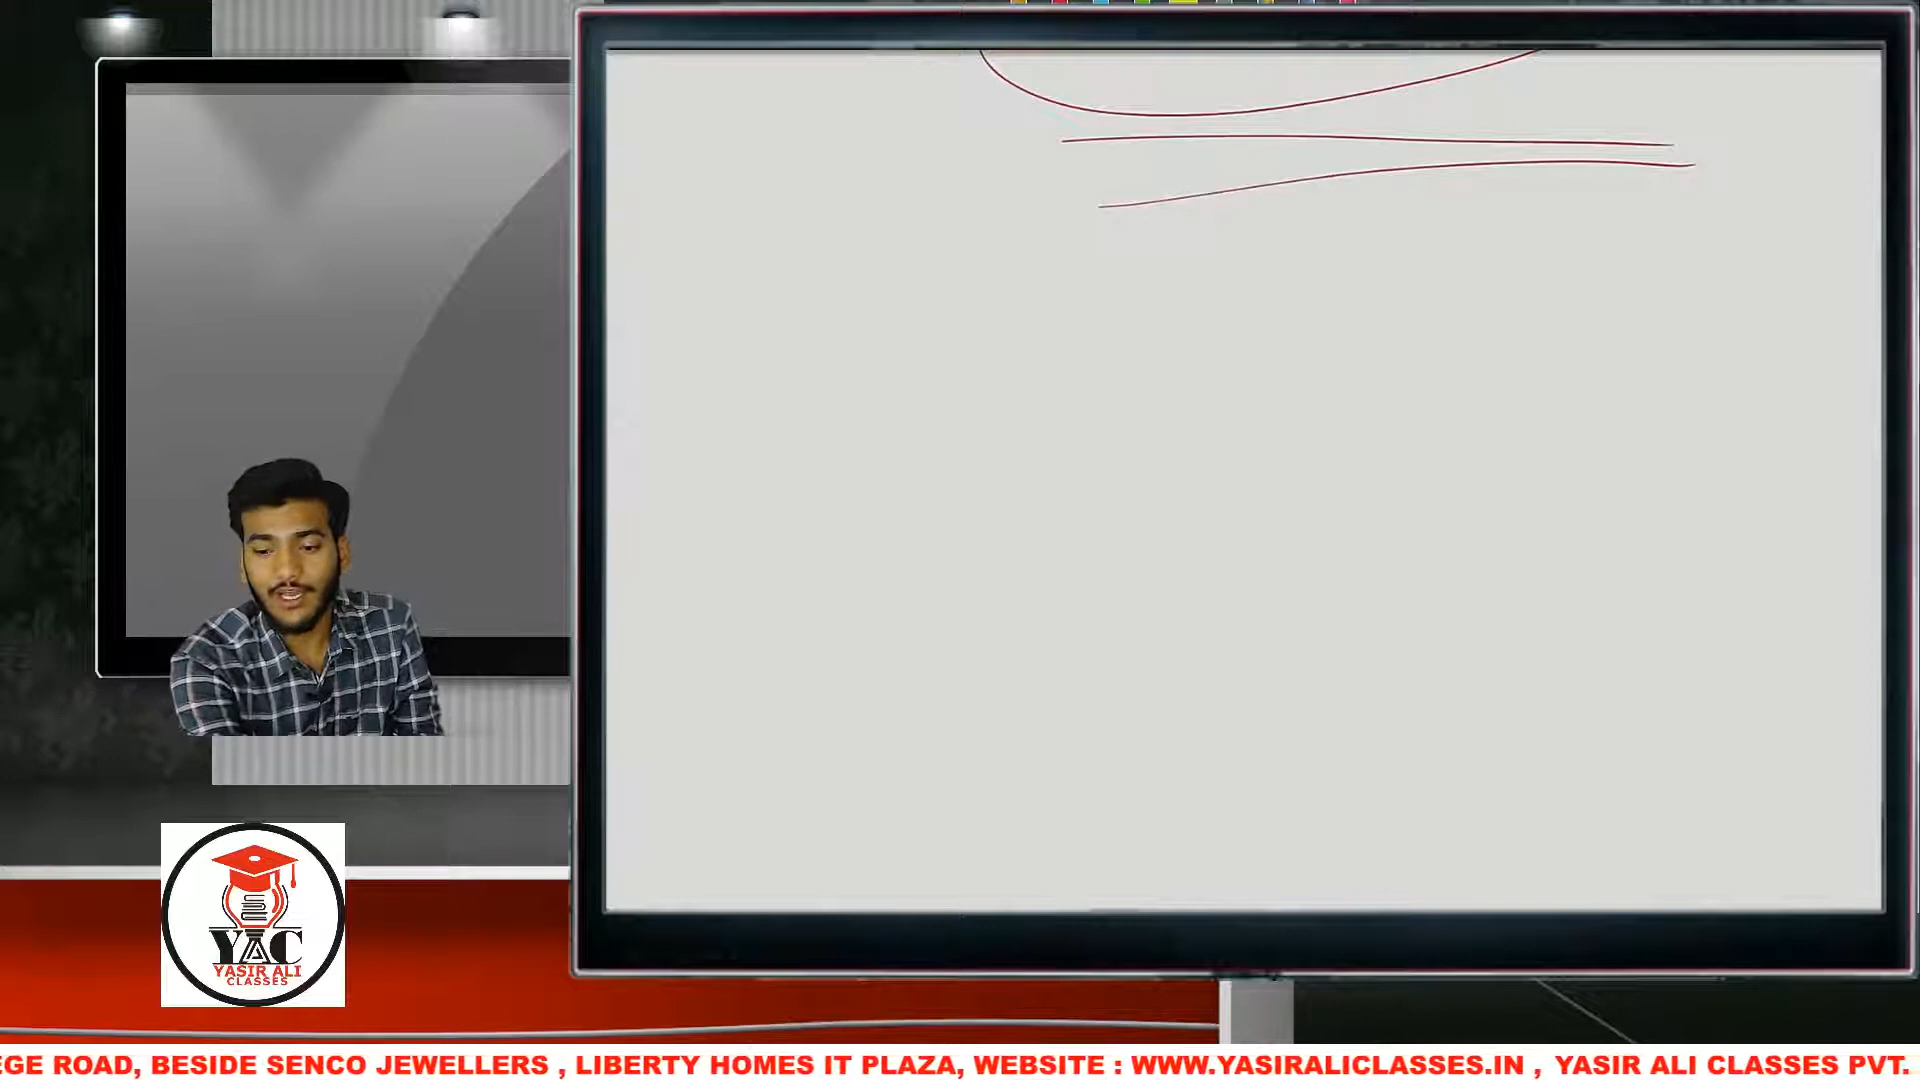 YAC
YASIR ALI
CLASSES
EGE ROAD, BESIDE SENCO JEWELLERS , LIBERTY HOMES IT PLAZA, WEBSITE : WWW.YASIRALICLASSES.IN , YASIR ALI CLASSES PVT.